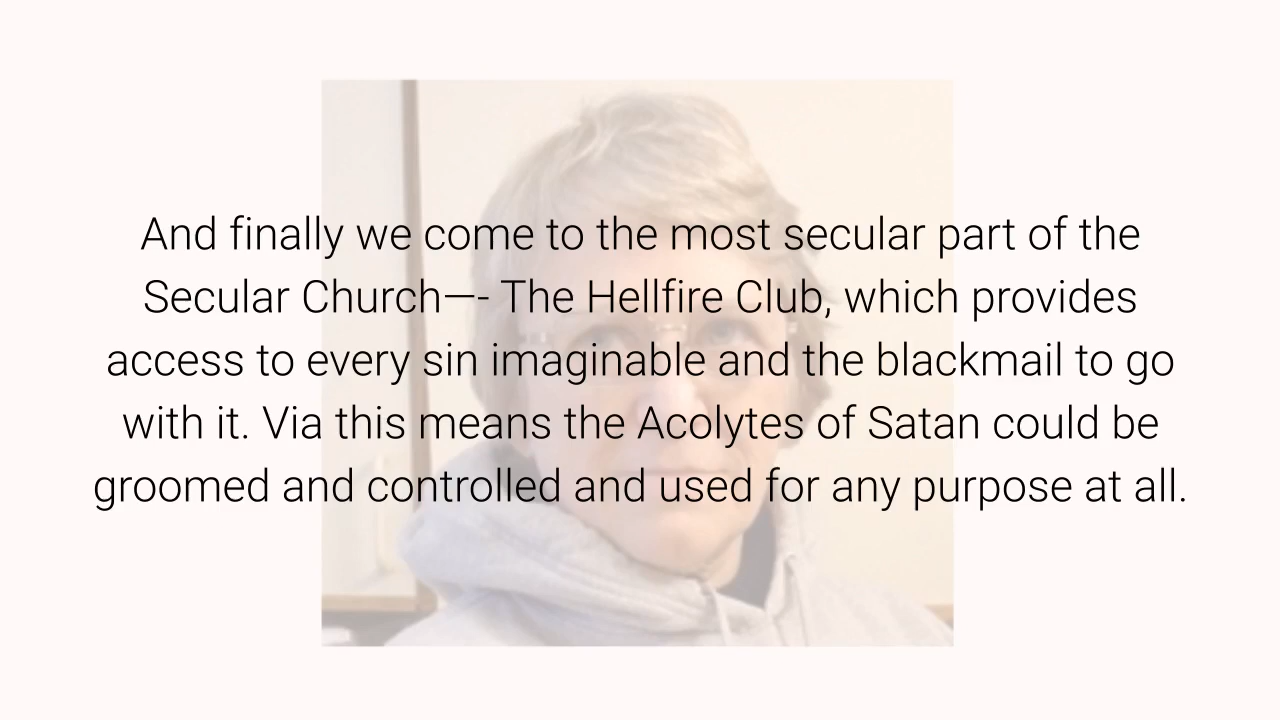 And finally we come to the most secular part of the
Secular Church—- The Hellfire Club, which provides
access to every sin imaginable and the blackmail to go
with it. Via this means the Acolytes of Satan could be
groomed and controlled and used for any purpose at all.